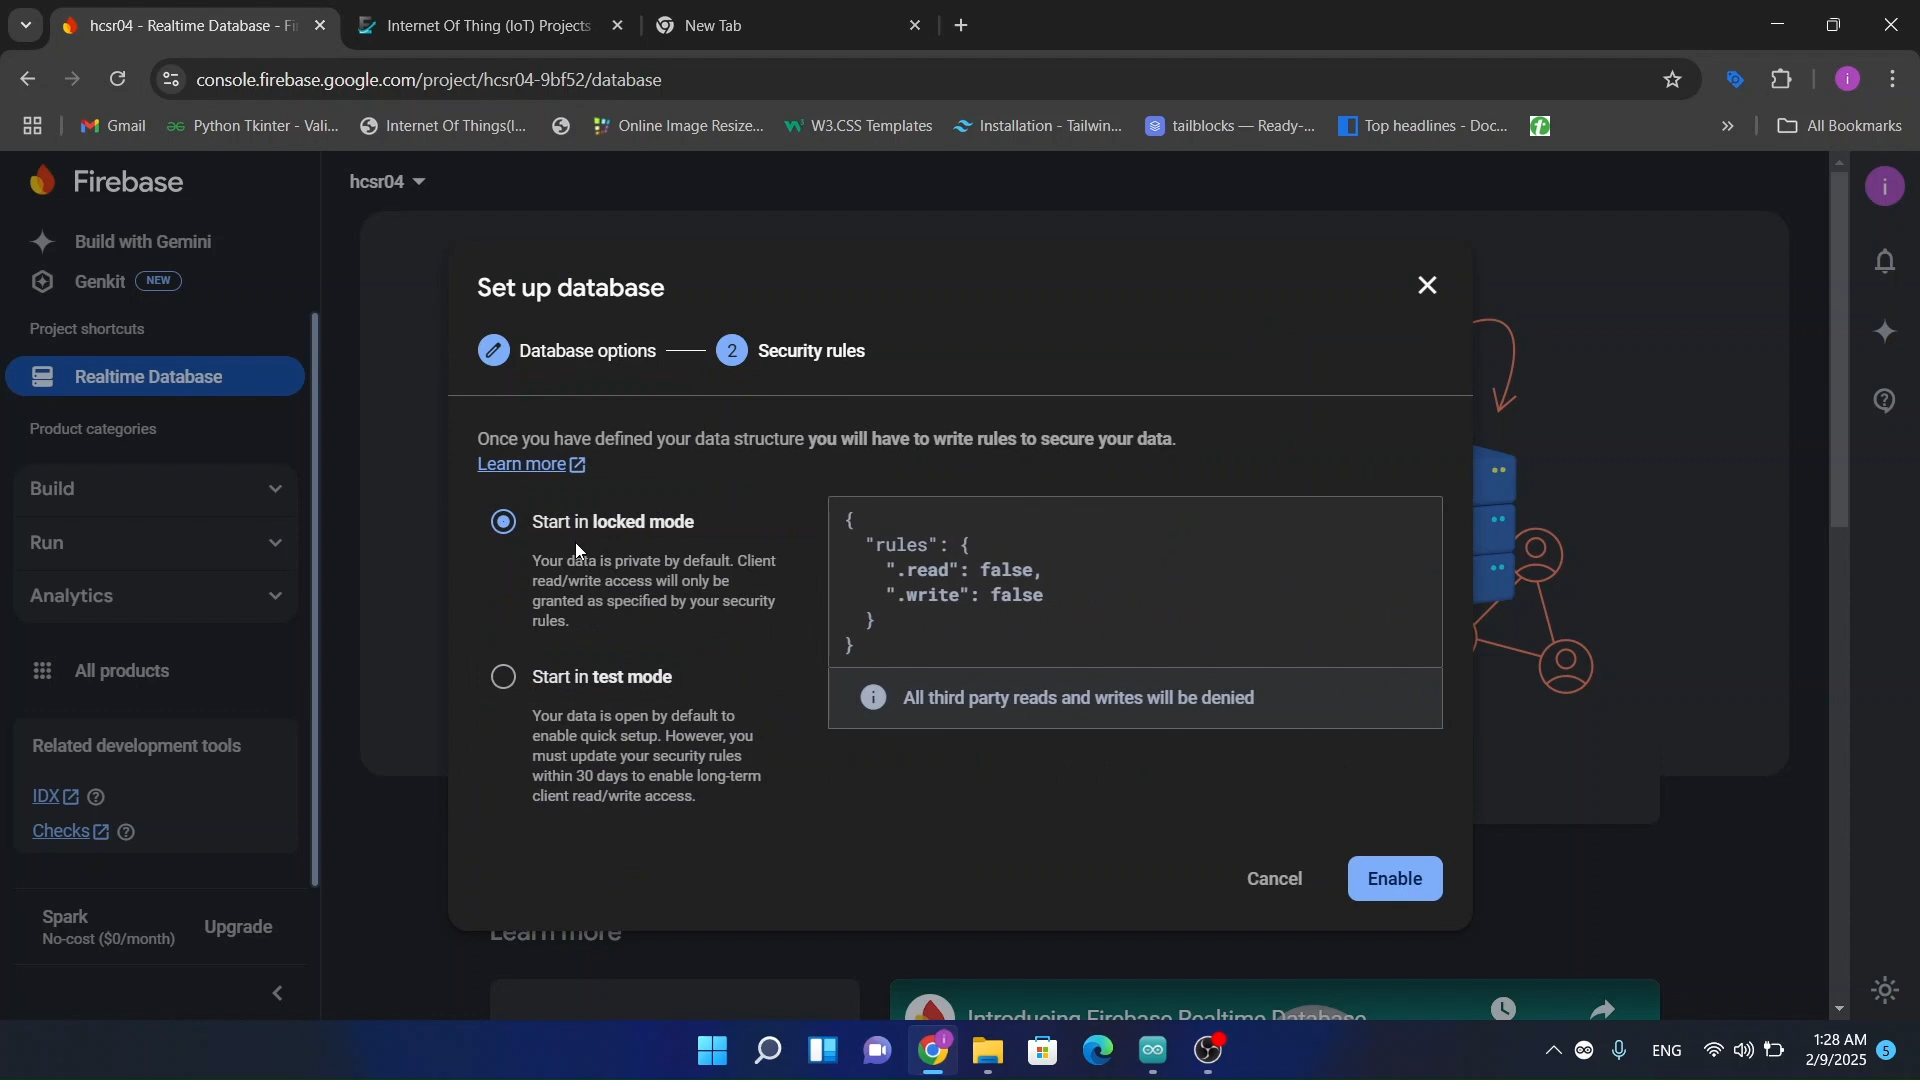 hcsr04 - Realtime Database - Fi
Internet Of Thing (IoT) Projects
New Tab
console.firebase.google.com/project/hcsr04-9bf52/database
Gmail
Python Tkinter - Vali...
Internet Of Things(I...
Online Image Resize...
W3.CSS Templates
Installation - Tailwin...
tailblocks — Ready-...
Top headlines - Doc...
All Bookmarks
Firebase
hcsr04
Build with Gemini
Genkit NEW
Project shortcuts
Realtime Database
Product categories
Build
Run
Analytics
All products
Related development tools
IDX
Checks
Spark
No-cost ($0/month)
Upgrade
Set up database
Database options
2 Security rules
Once you have defined your data structure you will have to write rules to secure your data.
Learn more
Start in locked mode
Your data is private by default. Client
read/write access will only be
granted as specified by your security
rules.
Start in test mode
Your data is open by default to
enable quick setup. However, you
must update your security rules
within 30 days to enable long-term
client read/write access.
{
"rules": {
".read": false,
".write": false
}
}
All third party reads and writes will be denied
Cancel
Enable
Learn more
Introducing Firebase Realtime Database
ENG
1:28 AM
2/9/2025
5